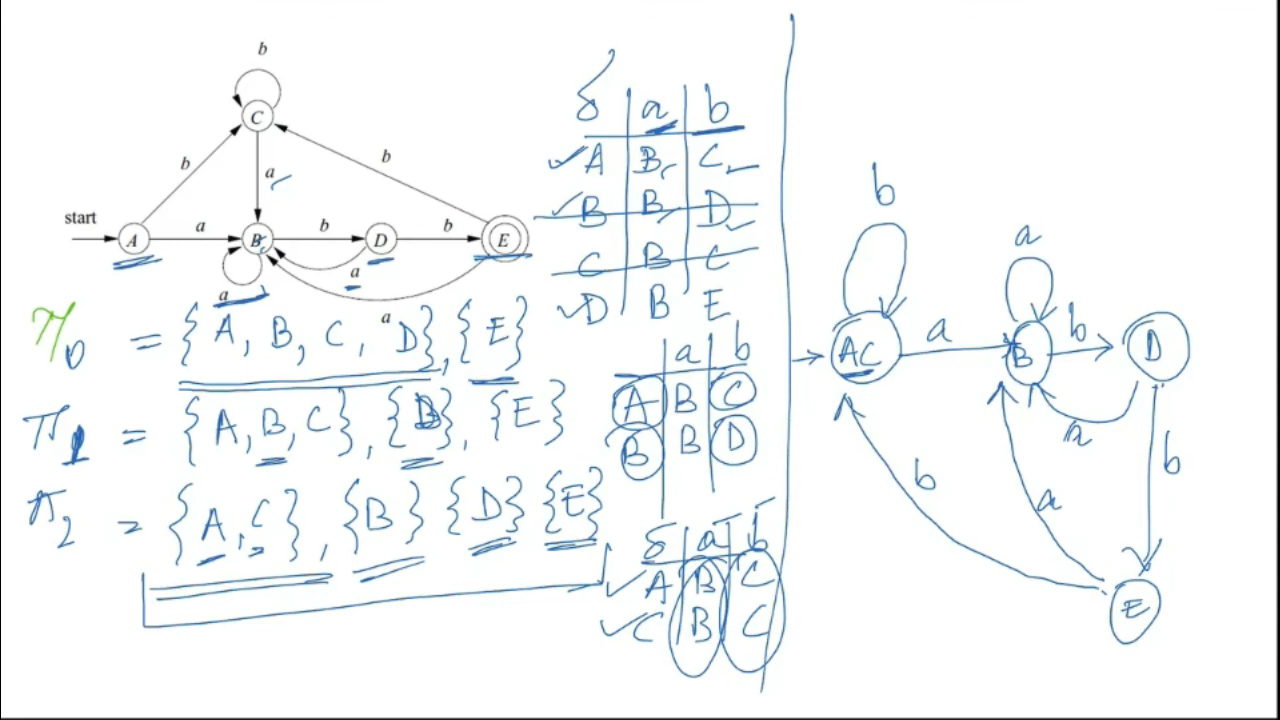 b
C
b
a
b
start
A
a
B
b
D
b
E
a
a
a
δ a b
A B C
B B D
C B C
D B E
π0 = {A, B, C, D}, {E}
π1 = {A, B, C}, {D}, {E}
π2 = {A, C}, {B} {D} {E}
a b
A B C
B B D
δ a b
A B C
C B C
b
a
AC
a
B
b
D
a
b
b
a
E